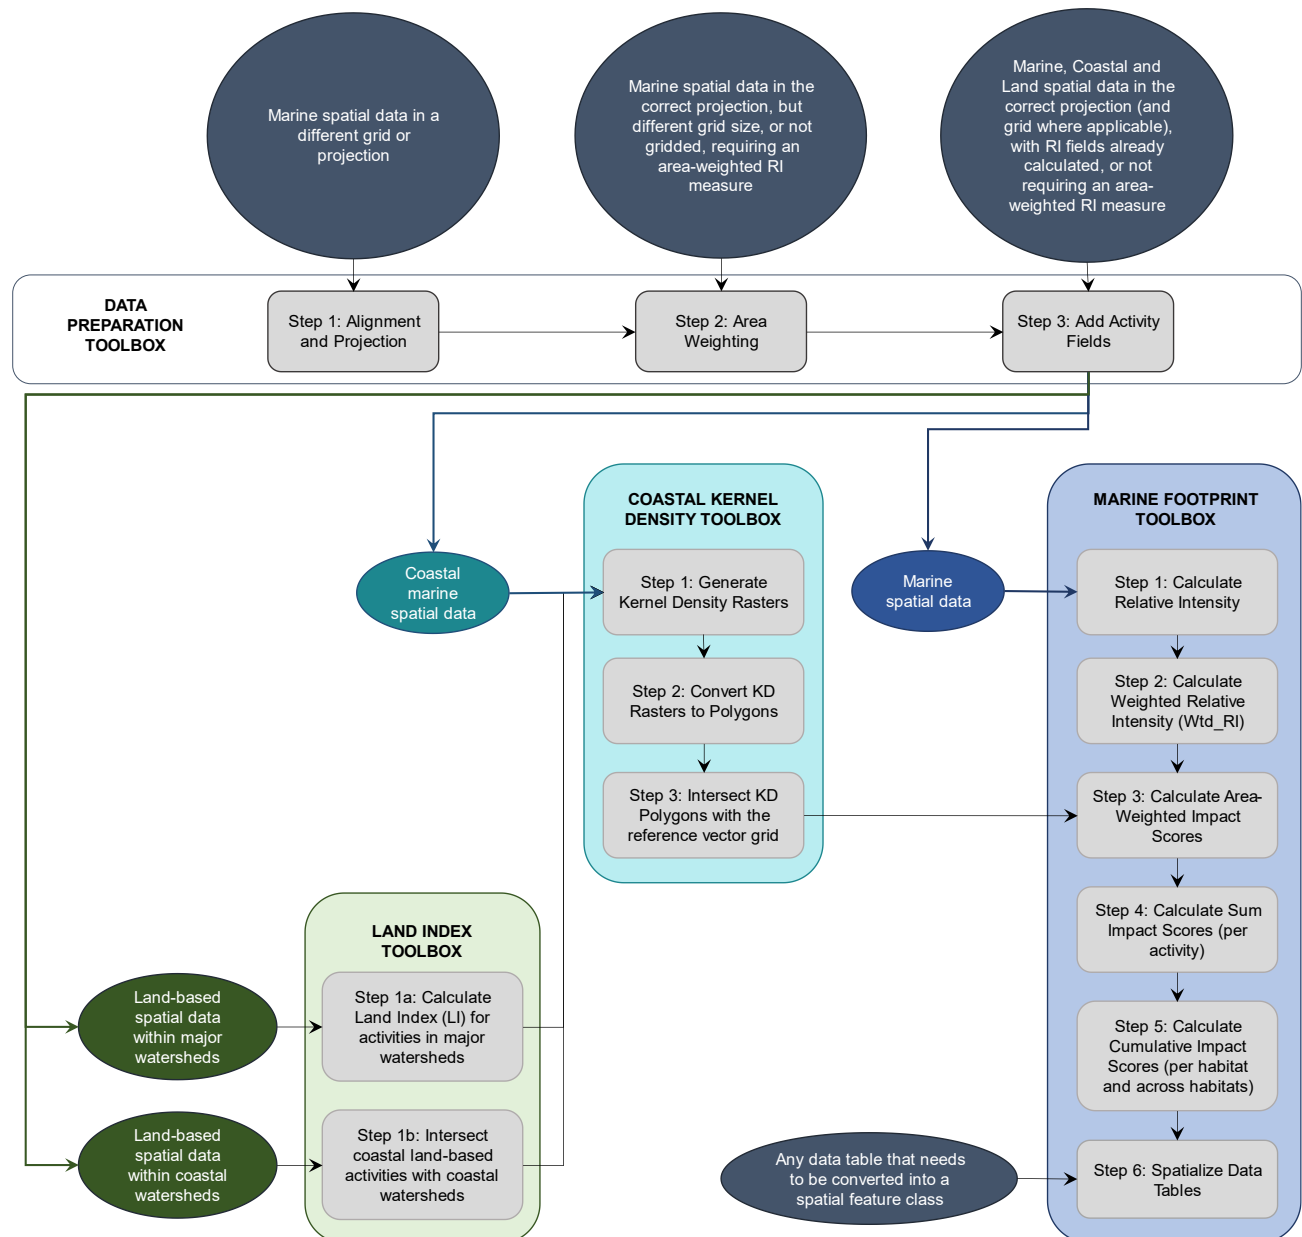 Marine spatial data in a
different grid or
projection
Marine spatial data in the
correct projection, but
different grid size, or not
gridded, requiring an
area-weighted RI
measure
Marine, Coastal and
Land spatial data in the
correct projection (and
grid where applicable),
with RI fields already
calculated, or not
requiring an area-
weighted RI measure
DATA
PREPARATION
TOOLBOX
Step 1: Alignment
and Projection
Step 2: Area
Weighting
Step 3: Add Activity
Fields
COASTAL KERNEL
DENSITY TOOLBOX
Coastal
marine
spatial data
Step 1: Generate
Kernel Density Rasters
Step 2: Convert KD
Rasters to Polygons
Step 3: Intersect KD
Polygons with the
reference vector grid
MARINE FOOTPRINT
TOOLBOX
Marine
spatial data
Step 1: Calculate
Relative Intensity
Step 2: Calculate
Weighted Relative
Intensity (Wtd_RI)
Step 3: Calculate Area-
Weighted Impact
Scores
Step 4: Calculate Sum
Impact Scores (per
activity)
Step 5: Calculate
Cumulative Impact
Scores (per habitat
and across habitats)
Step 6: Spatialize Data
Tables
LAND INDEX
TOOLBOX
Land-based
spatial data
within major
watersheds
Step 1a: Calculate
Land Index (LI) for
activities in major
watersheds
Land-based
spatial data
within coastal
watersheds
Step 1b: Intersect
coastal land-based
activities with coastal
watersheds
Any data table that needs
to be converted into a
spatial feature class